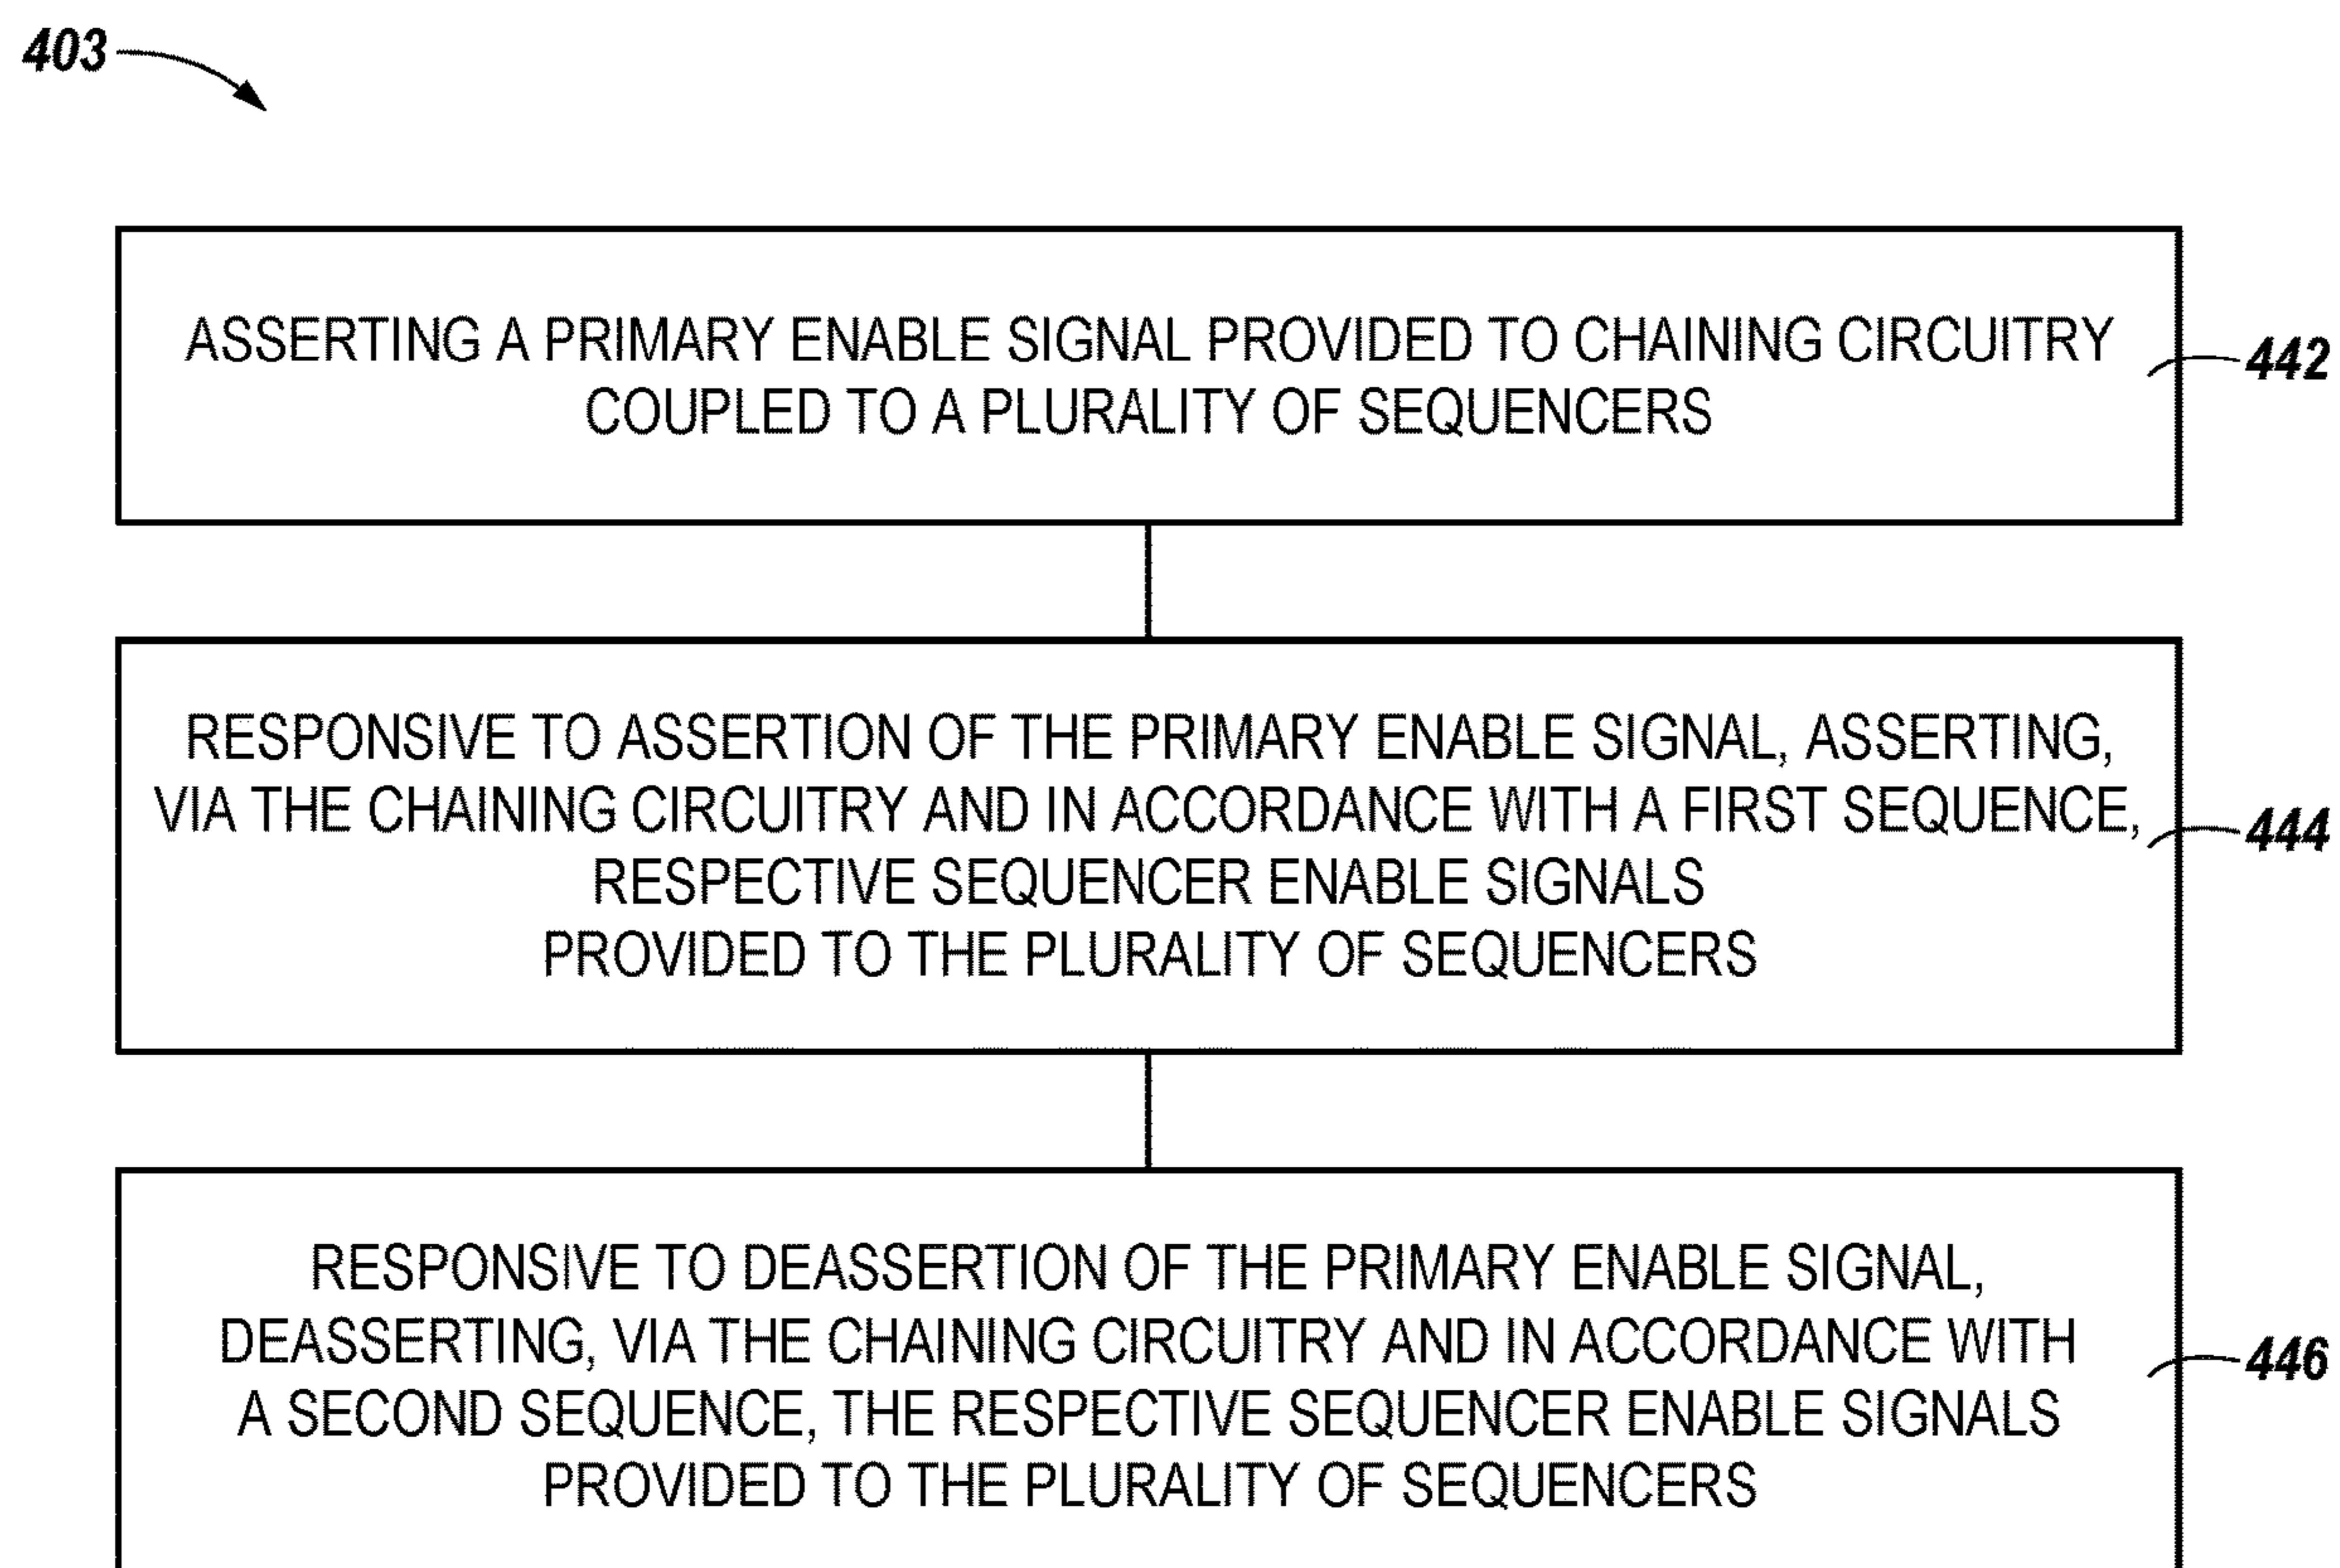 403
ASSERTING A PRIMARY ENABLE SIGNAL PROVIDED TO CHAINING CIRCUITRY
COUPLED TO A PLURALITY OF SEQUENCERS
442
RESPONSIVE TO ASSERTION OF THE PRIMARY ENABLE SIGNAL, ASSERTING,
VIA THE CHAINING CIRCUITRY AND IN ACCORDANCE WITH A FIRST SEQUENCE,
RESPECTIVE SEQUENCER ENABLE SIGNALS
PROVIDED TO THE PLURALITY OF SEQUENCERS
444
RESPONSIVE TO DEASSERTION OF THE PRIMARY ENABLE SIGNAL,
DEASSERTING, VIA THE CHAINING CIRCUITRY AND IN ACCORDANCE WITH
A SECOND SEQUENCE, THE RESPECTIVE SEQUENCER ENABLE SIGNALS
PROVIDED TO THE PLURALITY OF SEQUENCERS
446